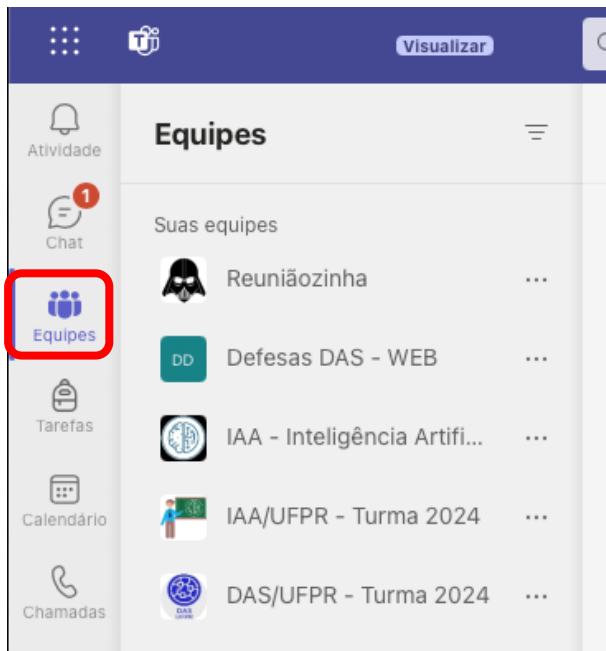 Visualizar
Atividade
Equipes
1
Chat
Suas equipes
Reuniãozinha
Equipes
DD
Defesas DAS - WEB
Tarefas
IAA - Inteligência Artifi...
Calendário
IAA/UFPR - Turma 2024
Chamadas
DAS
DAS/UFPR - Turma 2024